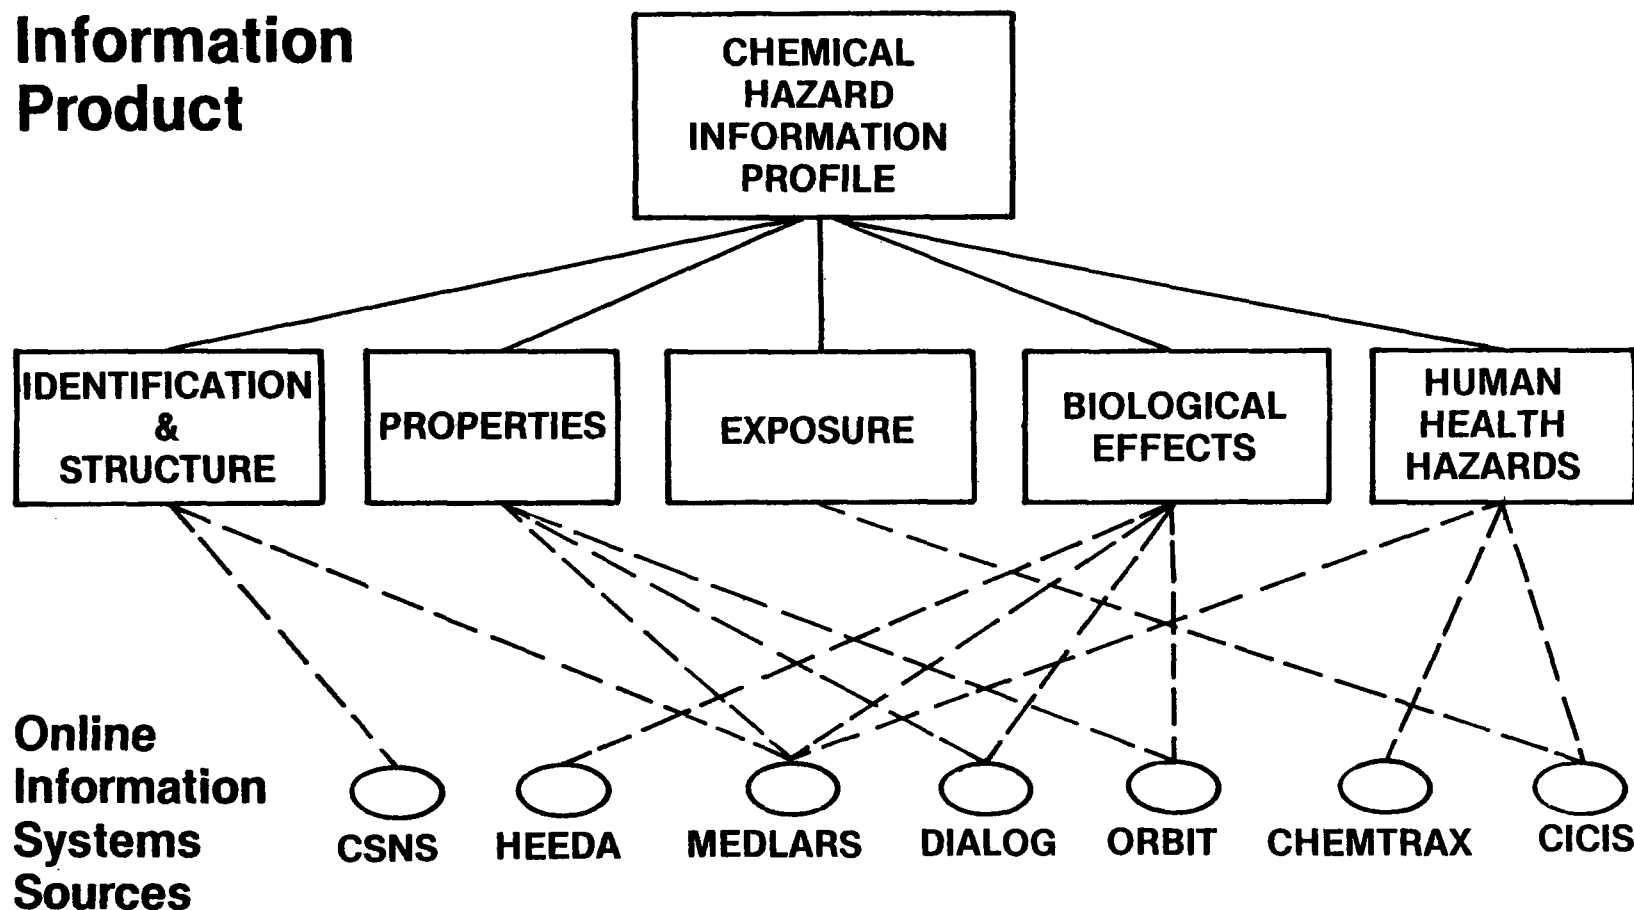 Information
Product
CHEMICAL
HAZARD
INFORMATION
PROFILE
IDENTIFICATION
&
STRUCTURE
PROPERTIES
EXPOSURE
BIOLOGICAL
EFFECTS
HUMAN
HEALTH
HAZARDS
Online
Information
Systems
Sources
CSNS
HEEDA
MEDLARS
DIALOG
ORBIT
CHEMTRAX
CICIS